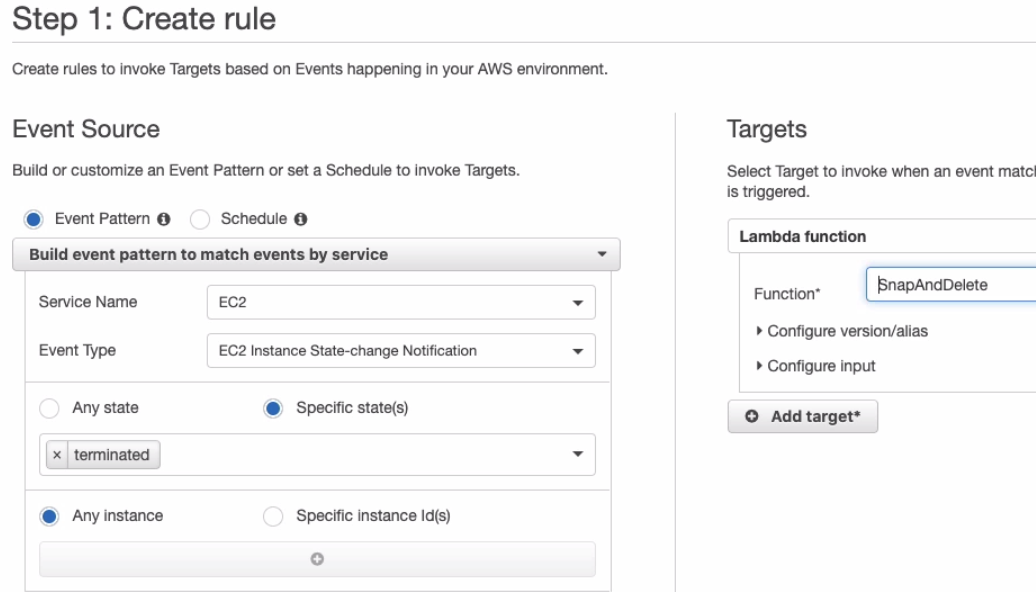 Step 1: Create rule
Create rules to invoke Targets based on Events happening in your AWS environment.
Event Source
Build or customize an Event Pattern or set a Schedule to invoke Targets.
Event Pattern
Schedule
Build event pattern to match events by service
Service Name
EC2
Event Type
EC2 Instance State-change Notification
Any state
Specific state(s)
× terminated
Any instance
Specific instance Id(s)
Targets
Select Target to invoke when an event match
is triggered.
Lambda function
Function*
SnapAndDelete
Configure version/alias
Configure input
Add target*